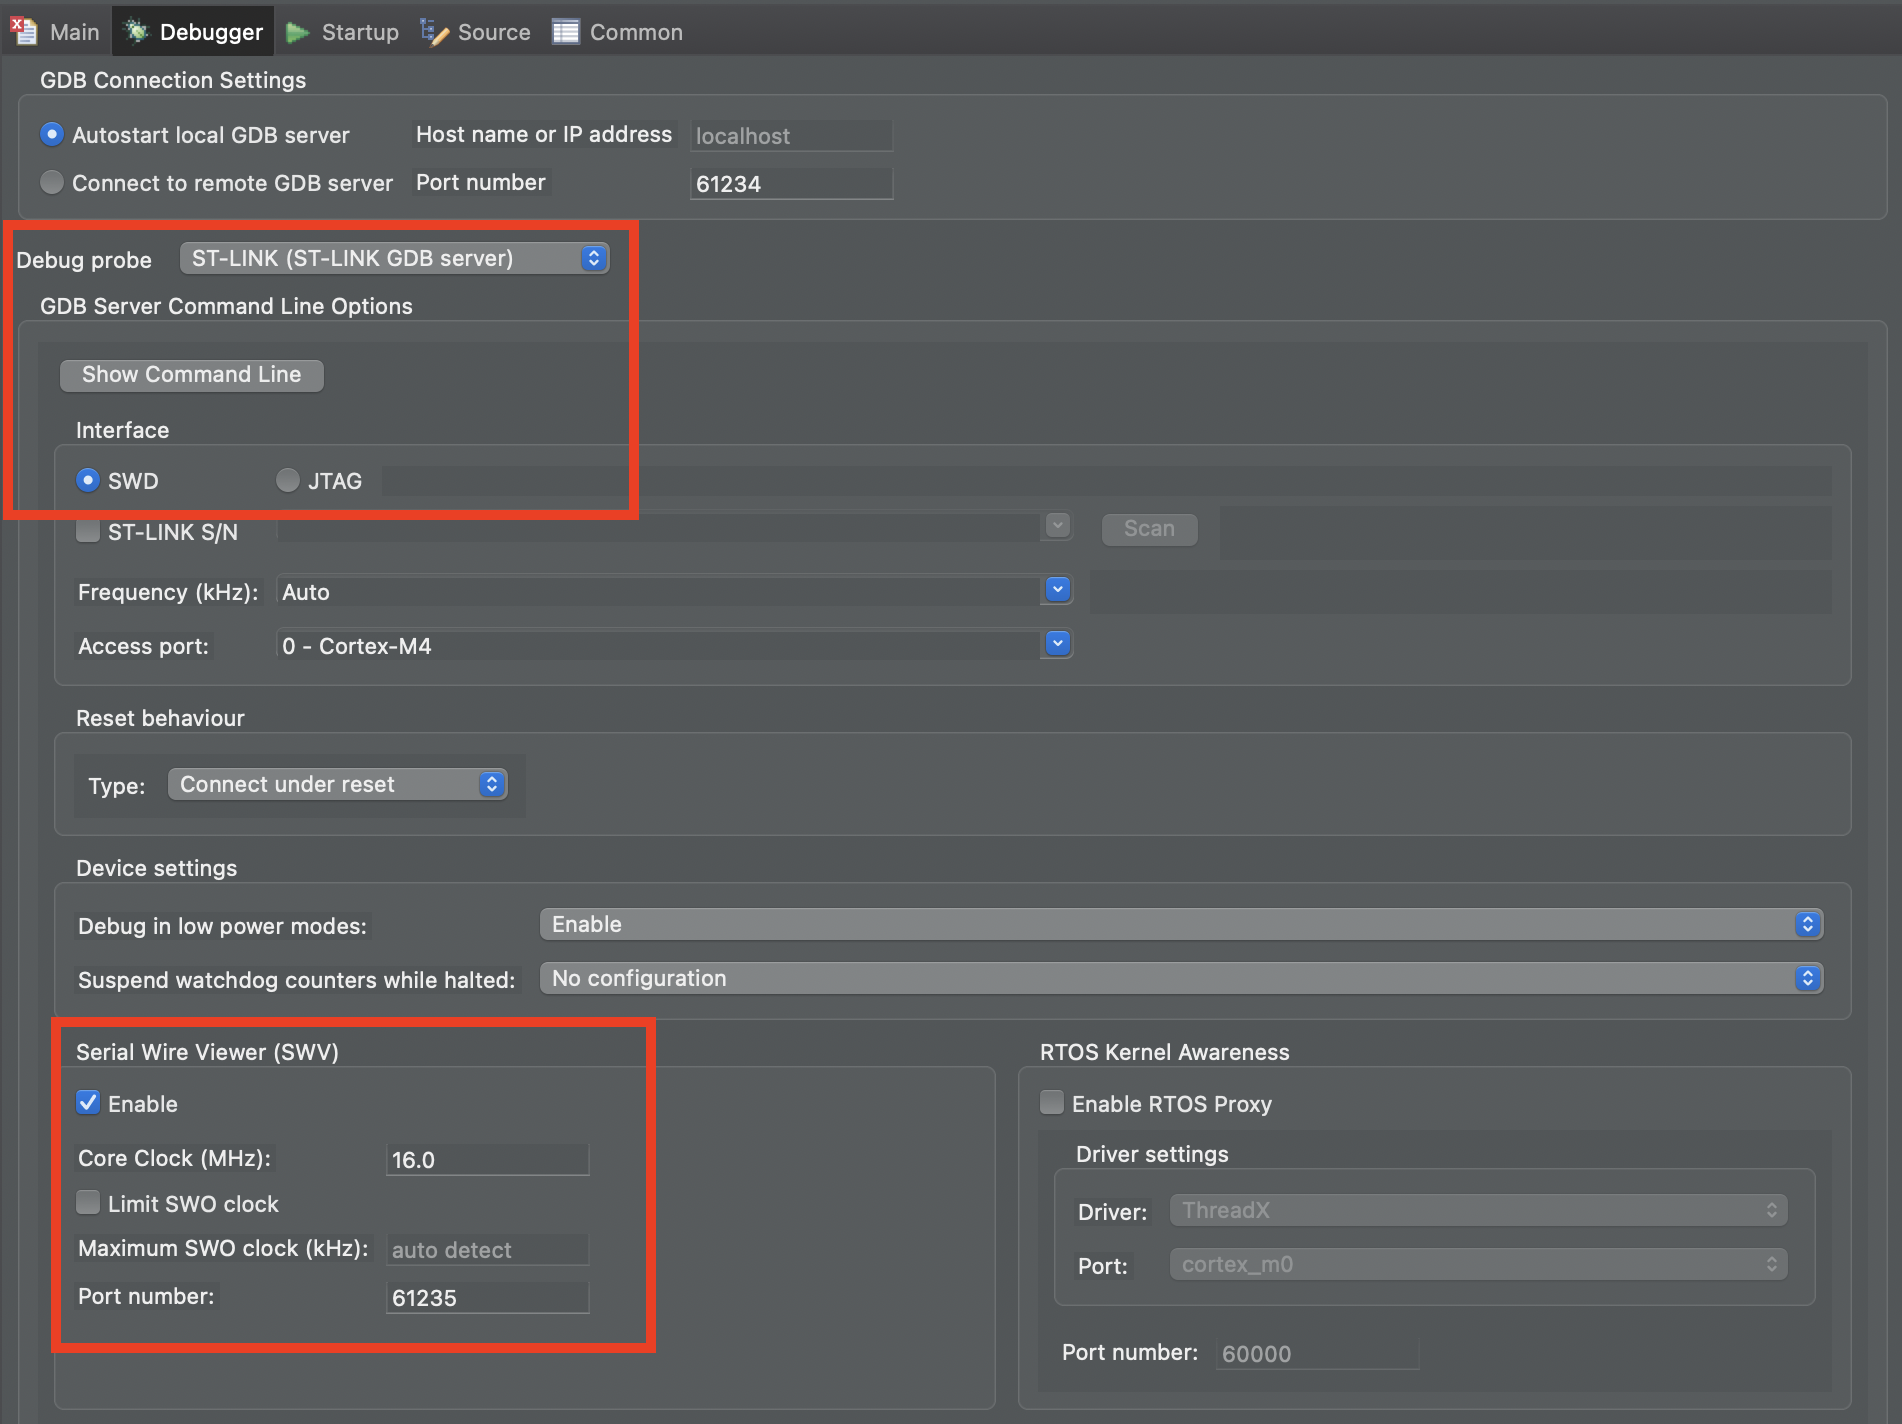 Main Debugger Startup Source Common
GDB Connection Settings
Autostart local GDB server Host name or IP address localhost
Connect to remote GDB server Port number 61234
Debug probe ST-LINK (ST-LINK GDB server)
GDB Server Command Line Options
Show Command Line
Interface
SWD JTAG
ST-LINK S/N Scan
Frequency (kHz): Auto
Access port: 0 - Cortex-M4
Reset behaviour
Type: Connect under reset
Device settings
Debug in low power modes: Enable
Suspend watchdog counters while halted: No configuration
Serial Wire Viewer (SWV)
Enable
Core Clock (MHz): 16.0
Limit SWO clock
Maximum SWO clock (kHz): auto detect
Port number: 61235
RTOS Kernel Awareness
Enable RTOS Proxy
Driver settings
Driver: ThreadX
Port: cortex_m0
Port number: 60000